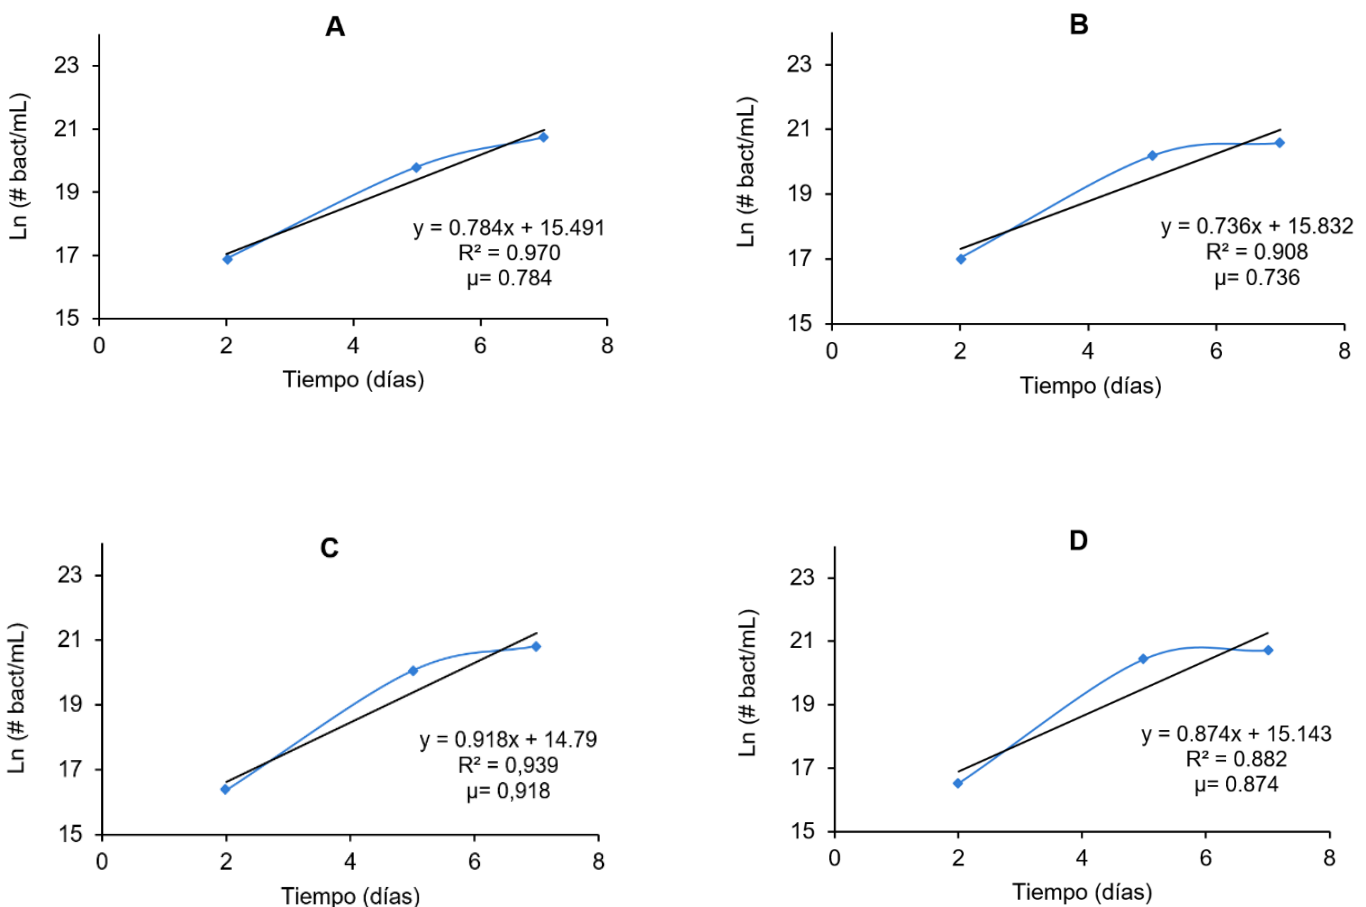 A
23
21
19
17
15
0
2
4
6
8
Ln (# bact/mL)
Tiempo (días)
y = 0.784x + 15.491
R² = 0.970
µ= 0.784
B
23
21
19
17
15
0
2
4
6
8
Ln (# bact/mL)
Tiempo (días)
y = 0.736x + 15.832
R² = 0.908
µ= 0.736
C
23
21
19
17
15
0
2
4
6
8
Ln (# bact/mL)
Tiempo (días)
y = 0.918x + 14.79
R² = 0,939
µ= 0,918
D
23
21
19
17
15
0
2
4
6
8
Ln (# bact/mL)
Tiempo (días)
y = 0.874x + 15.143
R² = 0.882
µ= 0.874